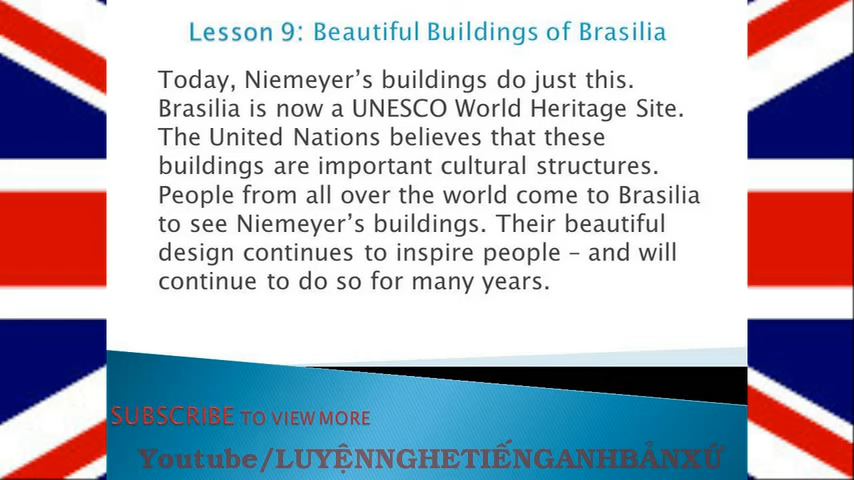 Lesson 9: Beautiful Buildings of Brasilia
Today, Niemeyer’s buildings do just this.
Brasilia is now a UNESCO World Heritage Site.
The United Nations believes that these
buildings are important cultural structures.
People from all over the world come to Brasilia
to see Niemeyer’s buildings. Their beautiful
design continues to inspire people – and will
continue to do so for many years.
SUBSCRIBE TO VIEW MORE
Youtube/LUYỆNNGHETIẾNGANHBẢNXỨ